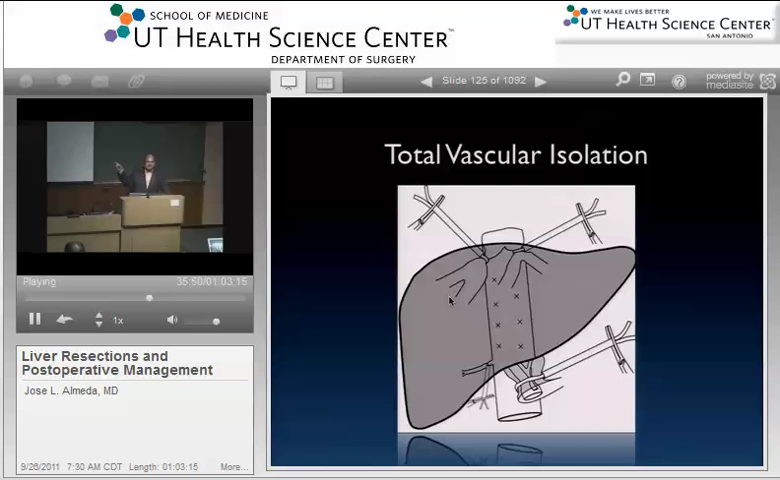 SCHOOL OF MEDICINE
UT HEALTH SCIENCE CENTER™
DEPARTMENT OF SURGERY
WE MAKE LIVES BETTER
UT HEALTH SCIENCE CENTER
SAN ANTONIO
Slide 125 of 1092
powered by
mediasite
Total Vascular Isolation
Playing
35:50/01:03:15
1x
Liver Resections and
Postoperative Management
Jose L. Almeda, MD
9/26/2011 7:30 AM CDT Length: 01:03:15 More...